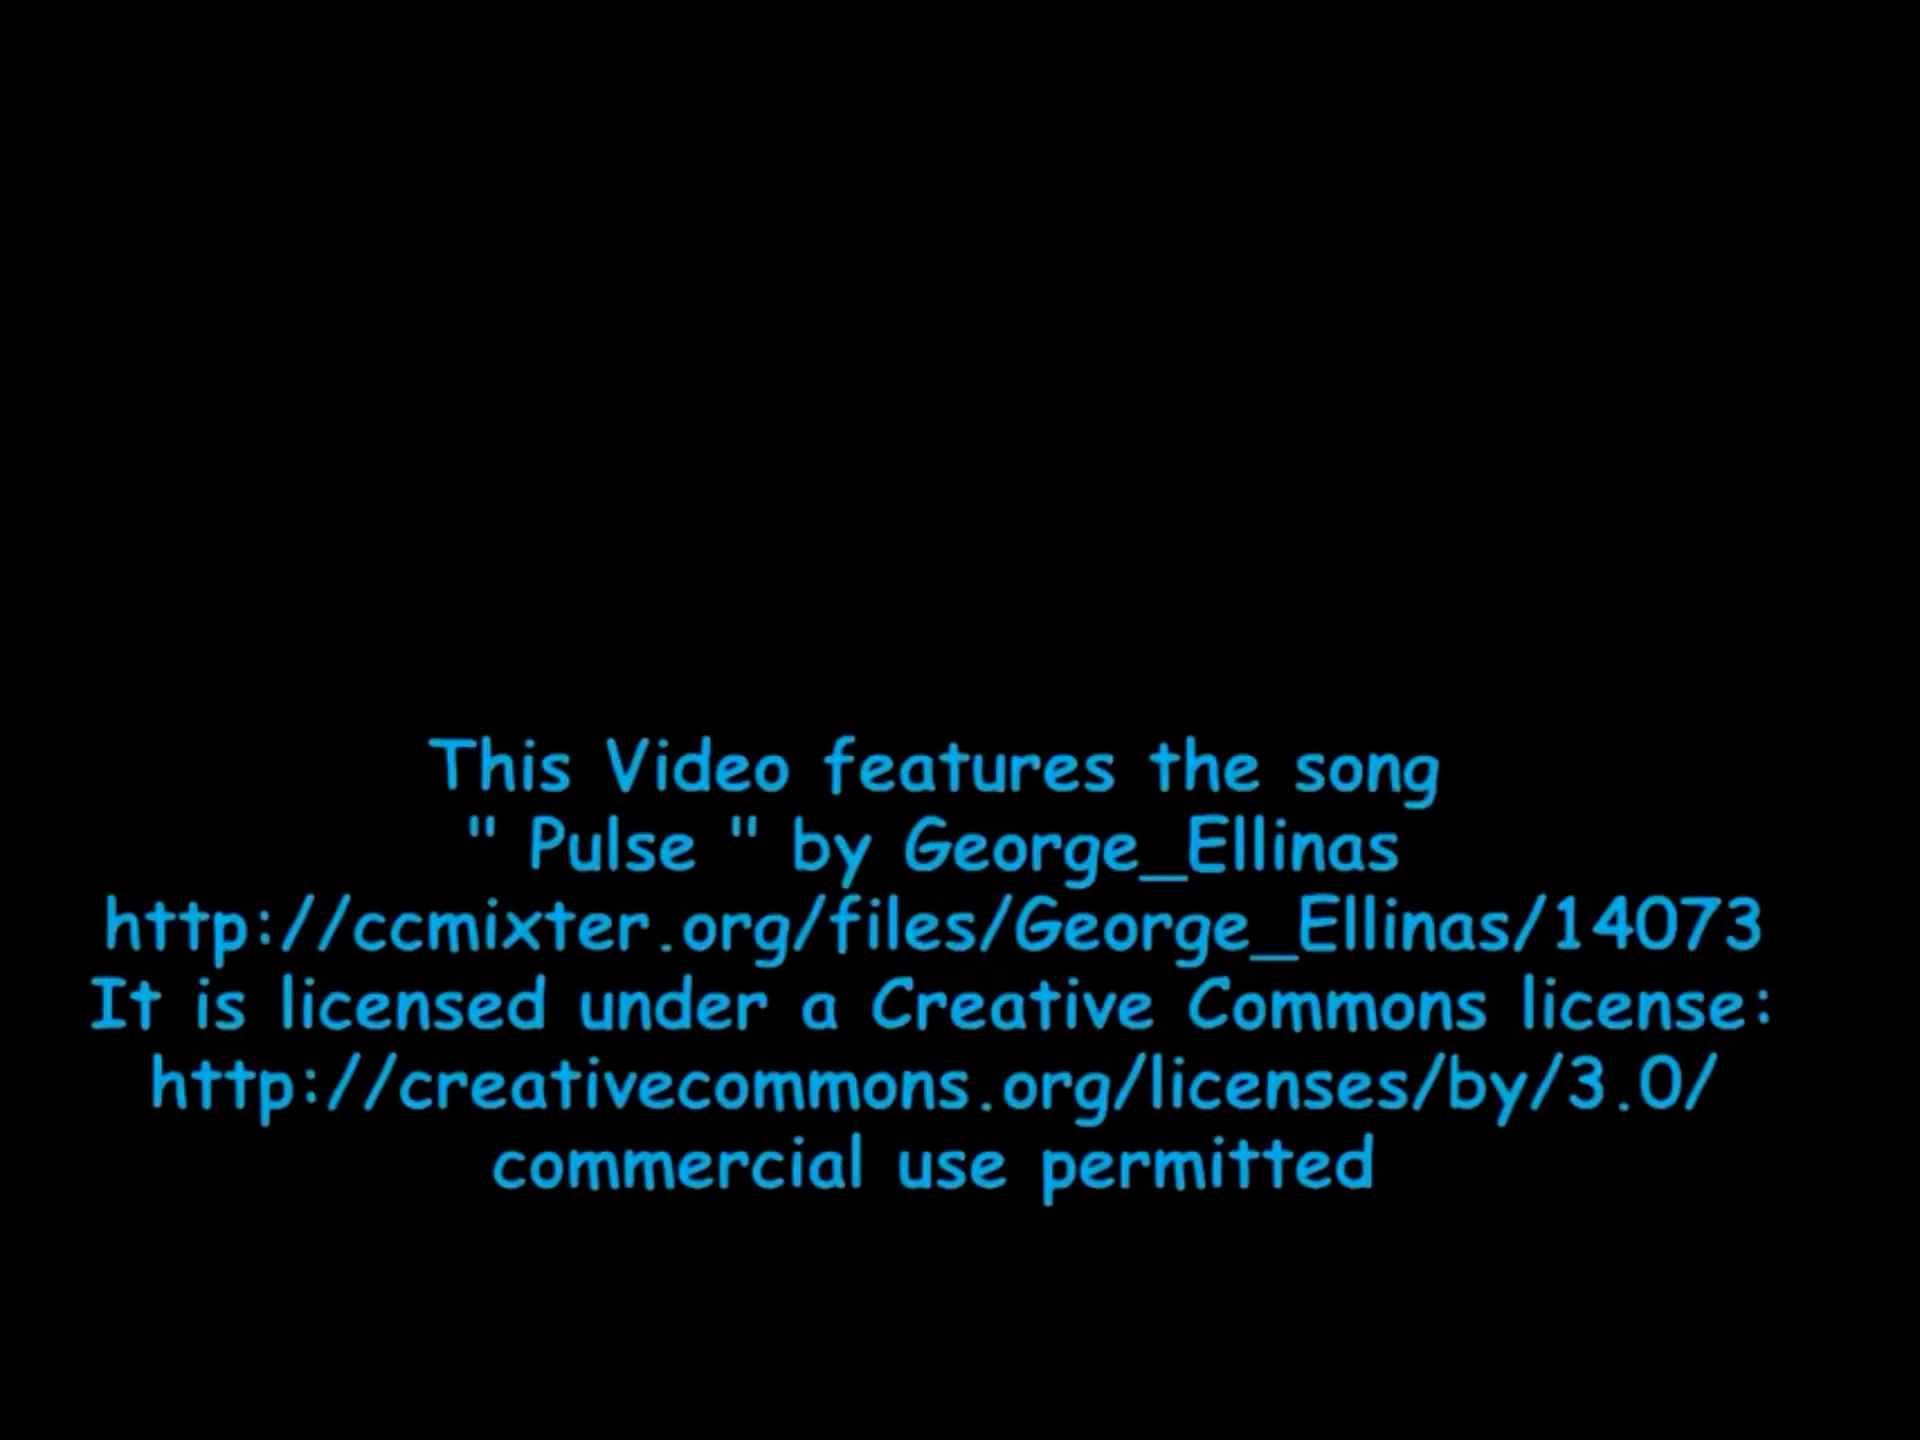 This Video features the song
" Pulse " by George_Ellinas
http://ccmixter.org/files/George_Ellinas/14073
It is licensed under a Creative Commons license:
http://creativecommons.org/licenses/by/3.0/
commercial use permitted